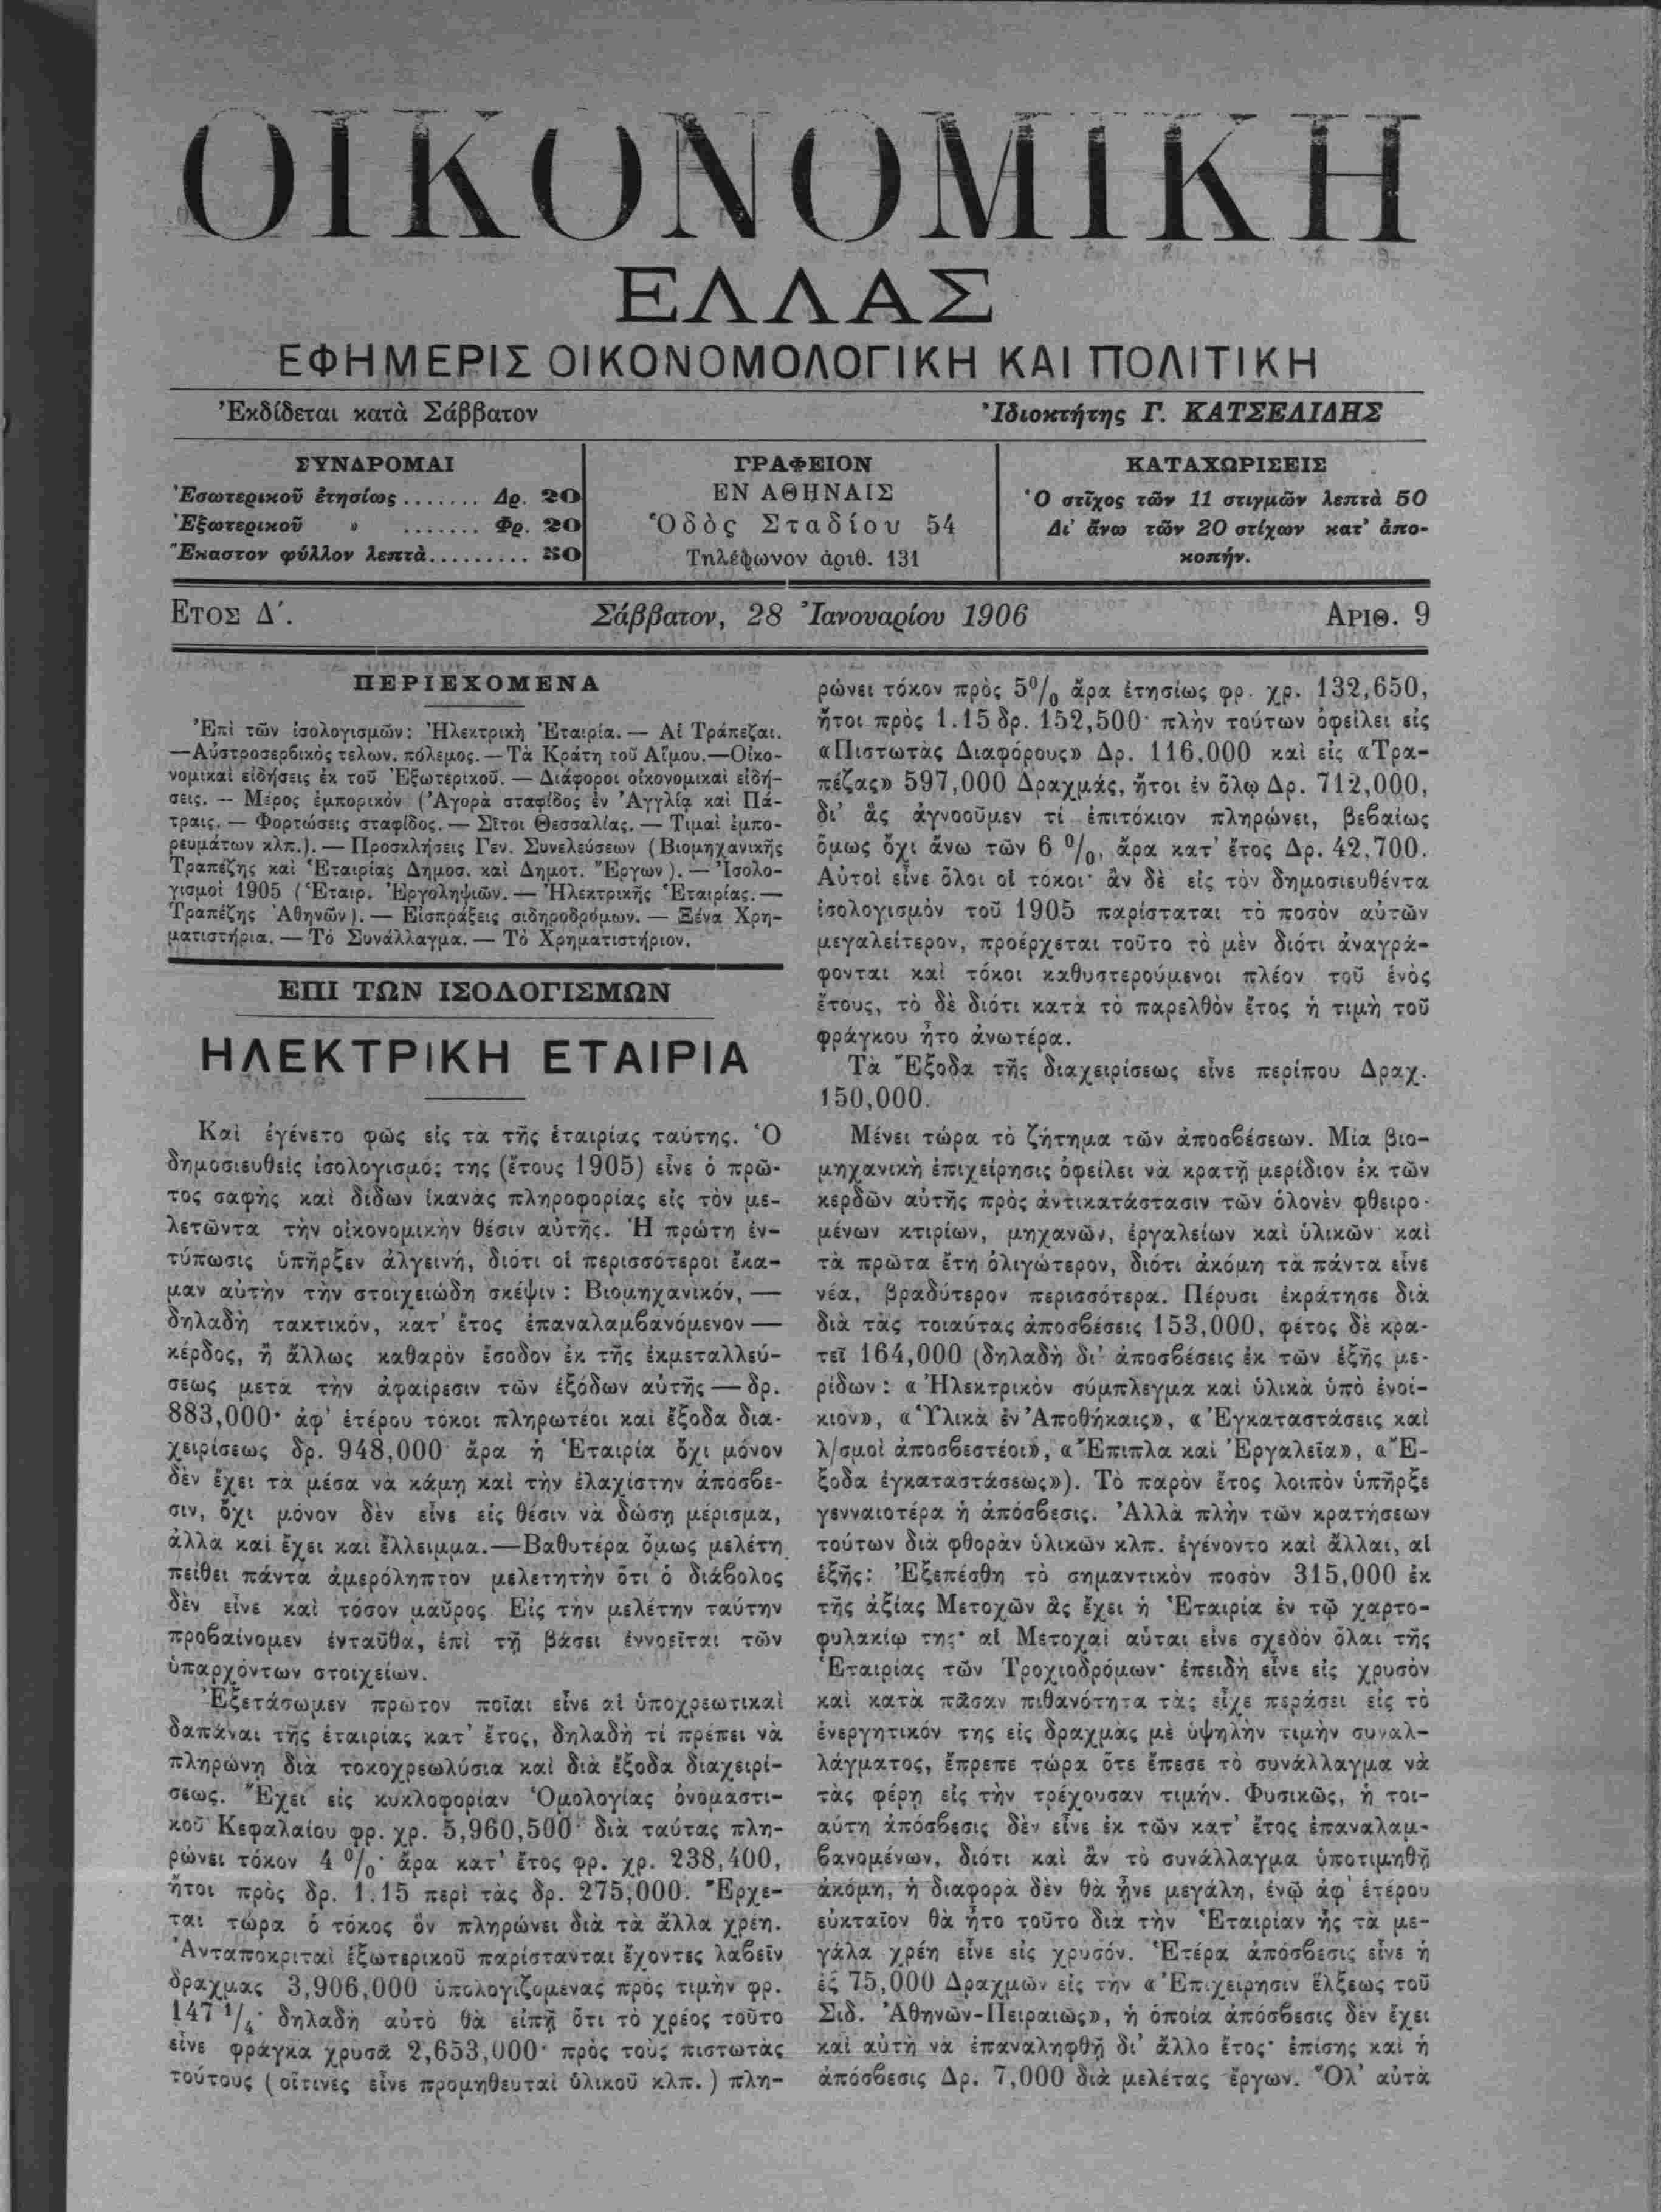 ΟΙΚΟΝΟΜΙΚΗ
ΕΛΛΑΣ
ΕΦΗΜΕΡΙΣ ΟΙΚΟΝΟΜΟΛΟΓΙΚΗ ΚΑΙ ΠΟΛΙΤΙΚΗ
Ἐκδίδεται κατὰ Σάββατον
Ἰδιοκτήτης Γ. ΚΑΤΣΕΛΙΔΗΣ
ΣΥΝΔΡΟΜΑΙ
Ἐσωτερικοῦ ἐτησίως ....... Δρ. 20
Ἐξωτερικοῦ » ....... Φρ. 20
Ἕκαστον φύλλον λεπτὰ ......... 50
ΓΡΑΦΕΙΟΝ
ΕΝ ΑΘΗΝΑΙΣ
Ὁδὸς Σταδίου 54
Τηλέφωνον ἀριθ. 131
ΚΑΤΑΧΩΡΙΣΕΙΣ
Ὁ στῖχος τῶν 11 στιγμῶν λεπτὰ 50
Δι' ἄνω τῶν 20 στίχων κατ' ἀπο-
κοπήν.
ΕΤΟΣ Δ΄.
Σάββατον, 28 Ἰανουαρίου 1906
ΑΡΙΘ. 9
ΠΕΡΙΕΧΟΜΕΝΑ
Ἐπὶ τῶν ἰσολογισμῶν: Ἠλεκτρικὴ Ἑταιρία. — Αἱ Τράπεζαι.
—Αὐστροσερβικὸς τελων. πόλεμος. — Τὰ Κράτη τοῦ Αἵμου.—Οἰκο-
νομικαὶ εἰδήσεις ἐκ τοῦ Ἐξωτερικοῦ. — Διάφοροι οἰκονομικαὶ εἰδή-
σεις. — Μέρος ἐμπορικόν (Ἀγορὰ σταφίδος ἐν Ἀγγλίᾳ καὶ Πά-
τραις. — Φορτώσεις σταφίδος. — Σῖτοι Θεσσαλίας. — Τιμαὶ ἐμπο-
ρευμάτων κλπ.). — Προσκλήσεις Γεν. Συνελεύσεων (Βιομηχανικῆς
Τραπέζης καὶ Ἑταιρίας Δημοσ. καὶ Δημοτ. Ἔργων). — Ἰσολο-
γισμοὶ 1905 (Ἑταιρ. Ἐργοληψιῶν. — Ἠλεκτρικῆς Ἑταιρίας. —
Τραπέζης Ἀθηνῶν). — Εἰσπράξεις σιδηροδρόμων. — Ξένα Χρη-
ματιστήρια. — Τὸ Συνάλλαγμα. — Τὸ Χρηματιστήριον.
ΕΠΙ ΤΩΝ ΙΣΟΛΟΓΙΣΜΩΝ
ΗΛΕΚΤΡΙΚΗ ΕΤΑΙΡΙΑ
Καὶ ἐγένετο φῶς εἰς τὰ τῆς ἑταιρίας ταύτης. Ὁ
δημοσιευθεὶς ἰσολογισμός της (ἔτους 1905) εἶνε ὁ πρῶ-
τος σαφὴς καὶ δίδων ἱκανὰς πληροφορίας εἰς τὸν με-
λετῶντα τὴν οἰκονομικὴν θέσιν αὐτῆς. Ἡ πρώτη ἐν-
τύπωσις ὑπῆρξεν ἀλγεινή, διότι οἱ περισσότεροι ἔκα-
μαν αὐτὴν τὴν στοιχειώδη σκέψιν: Βιομηχανικόν, —
δηλαδὴ τακτικόν, κατ' ἔτος ἐπαναλαμβανόμενον —
κέρδος, ἢ ἄλλως καθαρὸν ἔσοδον ἐκ τῆς ἐκμεταλλεύ-
σεως μετὰ τὴν ἀφαίρεσιν τῶν ἐξόδων αὐτῆς — δρ.
883,000· ἀφ' ἑτέρου τόκοι πληρωτέοι καὶ ἔξοδα δια-
χειρίσεως δρ. 948,000 ἄρα ἡ Ἑταιρία ὄχι μόνον
δὲν ἔχει τὰ μέσα νὰ κάμῃ καὶ τὴν ἐλαχίστην ἀπόσβε-
σιν, ὄχι μόνον δὲν εἶνε εἰς θέσιν νὰ δώσῃ μέρισμα,
ἀλλὰ καὶ ἔχει καὶ ἔλλειμμα.—Βαθυτέρα ὅμως μελέτη
πείθει πάντα ἀμερόληπτον μελετητὴν ὅτι ὁ διάβολος
δὲν εἶνε καὶ τόσον μαῦρος Εἰς τὴν μελέτην ταύτην
προβαίνομεν ἐνταῦθα, ἐπὶ τῇ βάσει ἐννοεῖται τῶν
ὑπαρχόντων στοιχείων.
Ἐξετάσωμεν πρῶτον ποῖαι εἶνε αἱ ὑποχρεωτικαὶ
δαπάναι τῆς ἑταιρίας κατ' ἔτος, δηλαδὴ τί πρέπει νὰ
πληρώνῃ διὰ τοκοχρεωλύσια καὶ διὰ ἔξοδα διαχειρί-
σεως. Ἔχει εἰς κυκλοφορίαν Ὁμολογίας ὀνομαστι-
κοῦ Κεφαλαίου φρ. χρ. 5,960,500· διὰ ταύτας πλη-
ρώνει τόκον 4 0/0· ἄρα κατ' ἔτος φρ. χρ. 238,400,
ἤτοι πρὸς δρ. 1.15 περὶ τὰς δρ. 275,000. Ἔρχε-
ται τώρα ὁ τόκος ὃν πληρώνει διὰ τὰ ἄλλα χρέη.
Ἀνταποκριταὶ ἐξωτερικοῦ παρίστανται ἔχοντες λαβεῖν
δραχμὰς 3,906,000 ὑπολογιζομένας πρὸς τιμὴν φρ.
147 1/4· δηλαδὴ αὐτὸ θὰ εἰπῇ ὅτι τὸ χρέος τοῦτο
εἶνε φράγκα χρυσᾶ 2,653,000· πρὸς τοὺς πιστωτὰς
τούτους (οἵτινες εἶνε προμηθευταὶ ὑλικοῦ κλπ.) πλη-
ρώνει τόκον πρὸς 5 0/0 ἄρα ἐτησίως φρ. χρ. 132,650,
ἤτοι πρὸς 1.15 δρ. 152,500· πλὴν τούτων ὀφείλει εἰς
«Πιστωτὰς Διαφόρους» Δρ. 116,000 καὶ εἰς «Τρα-
πέζας» 597,000 Δραχμάς, ἤτοι ἐν ὅλῳ Δρ. 712,000,
δι' ἃς ἀγνοοῦμεν τί ἐπιτόκιον πληρώνει, βεβαίως
ὅμως ὄχι ἄνω τῶν 6 0/0, ἄρα κατ' ἔτος Δρ. 42,700.
Αὐτοὶ εἶνε ὅλοι οἱ τόκοι· ἂν δὲ εἰς τὸν δημοσιευθέντα
ἰσολογισμὸν τοῦ 1905 παρίσταται τὸ ποσὸν αὐτῶν
μεγαλείτερον, προέρχεται τοῦτο τὸ μὲν διότι ἀναγρά-
φονται καὶ τόκοι καθυστερούμενοι πλέον τοῦ ἑνὸς
ἔτους, τὸ δὲ διότι κατὰ τὸ παρελθὸν ἔτος ἡ τιμὴ τοῦ
φράγκου ἦτο ἀνωτέρα.
Τὰ Ἔξοδα τῆς διαχειρίσεως εἶνε περίπου Δραχ.
150,000.
Μένει τώρα τὸ ζήτημα τῶν ἀποσβέσεων. Μία βιο-
μηχανικὴ ἐπιχείρησις ὀφείλει νὰ κρατῇ μερίδιον ἐκ τῶν
κερδῶν αὐτῆς πρὸς ἀντικατάστασιν τῶν ὁλονὲν φθειρο-
μένων κτιρίων, μηχανῶν, ἐργαλείων καὶ ὑλικῶν καὶ
τὰ πρῶτα ἔτη ὀλιγώτερον, διότι ἀκόμη τὰ πάντα εἶνε
νέα, βραδύτερον περισσότερα. Πέρυσι ἐκράτησε διὰ
διὰ τὰς τοιαύτας ἀποσβέσεις 153,000, φέτος δὲ κρα-
τεῖ 164,000 (δηλαδὴ δι' ἀποσβέσεις ἐκ τῶν ἑξῆς με-
ρίδων: «Ἠλεκτρικὸν σύμπλεγμα καὶ ὑλικὰ ὑπὸ ἐνοί-
κιον», «Ὑλικὰ ἐν Ἀποθήκαις», «Ἐγκαταστάσεις καὶ
λ/σμοὶ ἀποσβεστέοι», «Ἔπιπλα καὶ Ἐργαλεῖα», «Ἔ-
ξοδα ἐγκαταστάσεως»). Τὸ παρὸν ἔτος λοιπὸν ὑπῆρξε
γενναιοτέρα ἡ ἀπόσβεσις. Ἀλλὰ πλὴν τῶν κρατήσεων
τούτων διὰ φθορὰν ὑλικῶν κλπ. ἐγένοντο καὶ ἄλλαι, αἱ
ἑξῆς: Ἐξεπέσθη τὸ σημαντικὸν ποσὸν 315,000 ἐκ
τῆς ἀξίας Μετοχῶν ἃς ἔχει ἡ Ἑταιρία ἐν τῷ χαρτο-
φυλακίῳ της· αἱ Μετοχαὶ αὗται εἶνε σχεδὸν ὅλαι τῆς
Ἑταιρίας τῶν Τροχιοδρόμων· ἐπειδὴ εἶνε εἰς χρυσὸν
καὶ κατὰ πᾶσαν πιθανότητα τὰς εἶχε περάσει εἰς τὸ
ἐνεργητικόν της εἰς δραχμὰς μὲ ὑψηλὴν τιμὴν συναλ-
λάγματος, ἔπρεπε τώρα ὅτε ἔπεσε τὸ συνάλλαγμα νὰ
τὰς φέρῃ εἰς τὴν τρέχουσαν τιμήν. Φυσικῶς, ἡ τοι-
αύτη ἀπόσβεσις δὲν εἶνε ἐκ τῶν κατ' ἔτος ἐπαναλαμ-
βανομένων, διότι καὶ ἂν τὸ συνάλλαγμα ὑποτιμηθῇ
ἀκόμη, ἡ διαφορὰ δὲν θὰ ἦνε μεγάλη, ἐνῷ ἀφ' ἑτέρου
εὐκταῖον θὰ ἦτο τοῦτο διὰ τὴν Ἑταιρίαν ἧς τὰ με-
γάλα χρέη εἶνε εἰς χρυσόν. Ἑτέρα ἀπόσβεσις εἶνε ἡ
ἐξ 75,000 Δραχμῶν εἰς τὴν «Ἐπιχείρησιν ἕλξεως τοῦ
Σιδ. Ἀθηνῶν-Πειραιῶς», ἡ ὁποία ἀπόσβεσις δὲν ἔχει
καὶ αὐτὴ νὰ ἐπαναληφθῇ δι' ἄλλο ἔτος· ἐπίσης καὶ ἡ
ἀπόσβεσις Δρ. 7,000 διὰ μελέτας ἔργων. Ὅλ' αὐτὰ